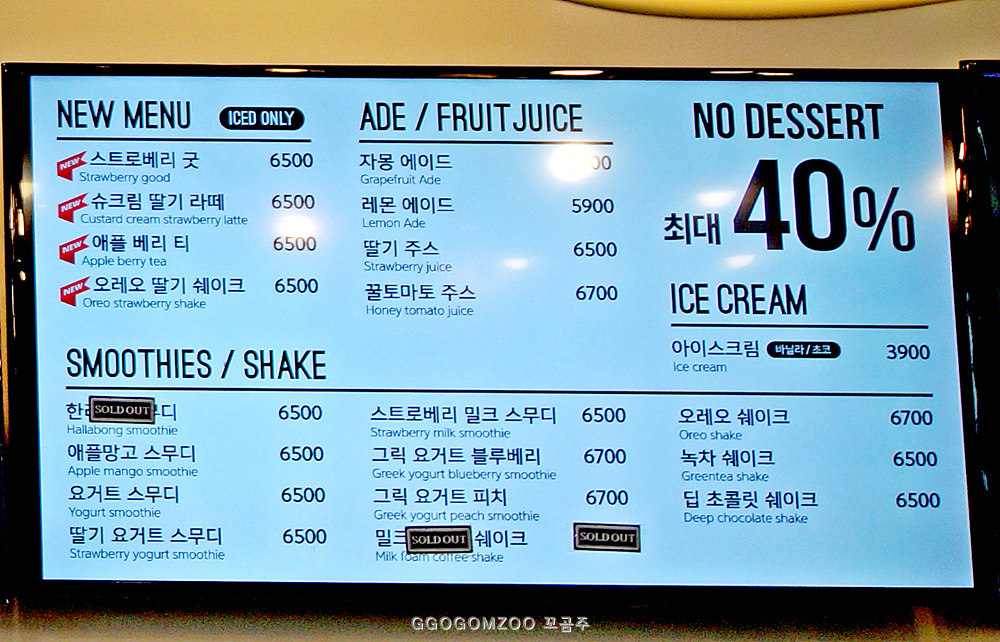 NEW MENU ICED ONLY
NEW 스트로베리 굿 6500
Strawberry good
NEW 슈크림 딸기 라떼 6500
Custard cream strawberry latte
NEW 애플 베리 티 6500
Apple berry tea
NEW 오레오 딸기 쉐이크 6500
Oreo strawberry shake
ADE / FRUIT JUICE
자몽 에이드
Grapefruit Ade
레몬 에이드 5900
Lemon Ade
딸기 주스 6500
Strawberry juice
꿀토마토 주스 6700
Honey tomato juice
NO DESSERT
최대 40%
ICE CREAM
아이스크림 바닐라/초코 3900
Ice cream
SMOOTHIES / SHAKE
SOLD OUT 6500
Hallabong smoothie
애플망고 스무디 6500
Apple mango smoothie
요거트 스무디 6500
Yogurt smoothie
딸기 요거트 스무디 6500
Strawberry yogurt smoothie
스트로베리 밀크 스무디 6500
Strawberry milk smoothie
그릭 요거트 블루베리 6700
Greek yogurt blueberry smoothie
그릭 요거트 피치 6700
Greek yogurt peach smoothie
밀크 SOLD OUT 쉐이크 SOLD OUT
Milk foam coffee shake
오레오 쉐이크 6700
Oreo shake
녹차 쉐이크 6500
Greentea shake
딥 초콜릿 쉐이크 6500
Deep chocolate shake
GGOGOMZOO 꼬곰주